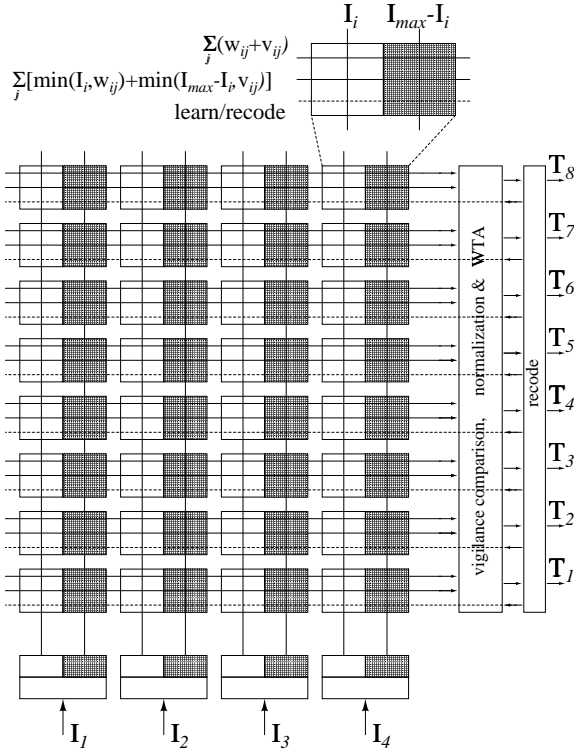 I_i I_max-I_i
Σ_j(w_ij+v_ij)
Σ_j[min(I_i,w_ij)+min(I_max-I_i,v_ij)]
learn/recode
T_8
T_7
T_6
T_5
T_4
T_3
T_2
T_1
vigilance comparison, normalization & WTA
recode
I_1 I_2 I_3 I_4